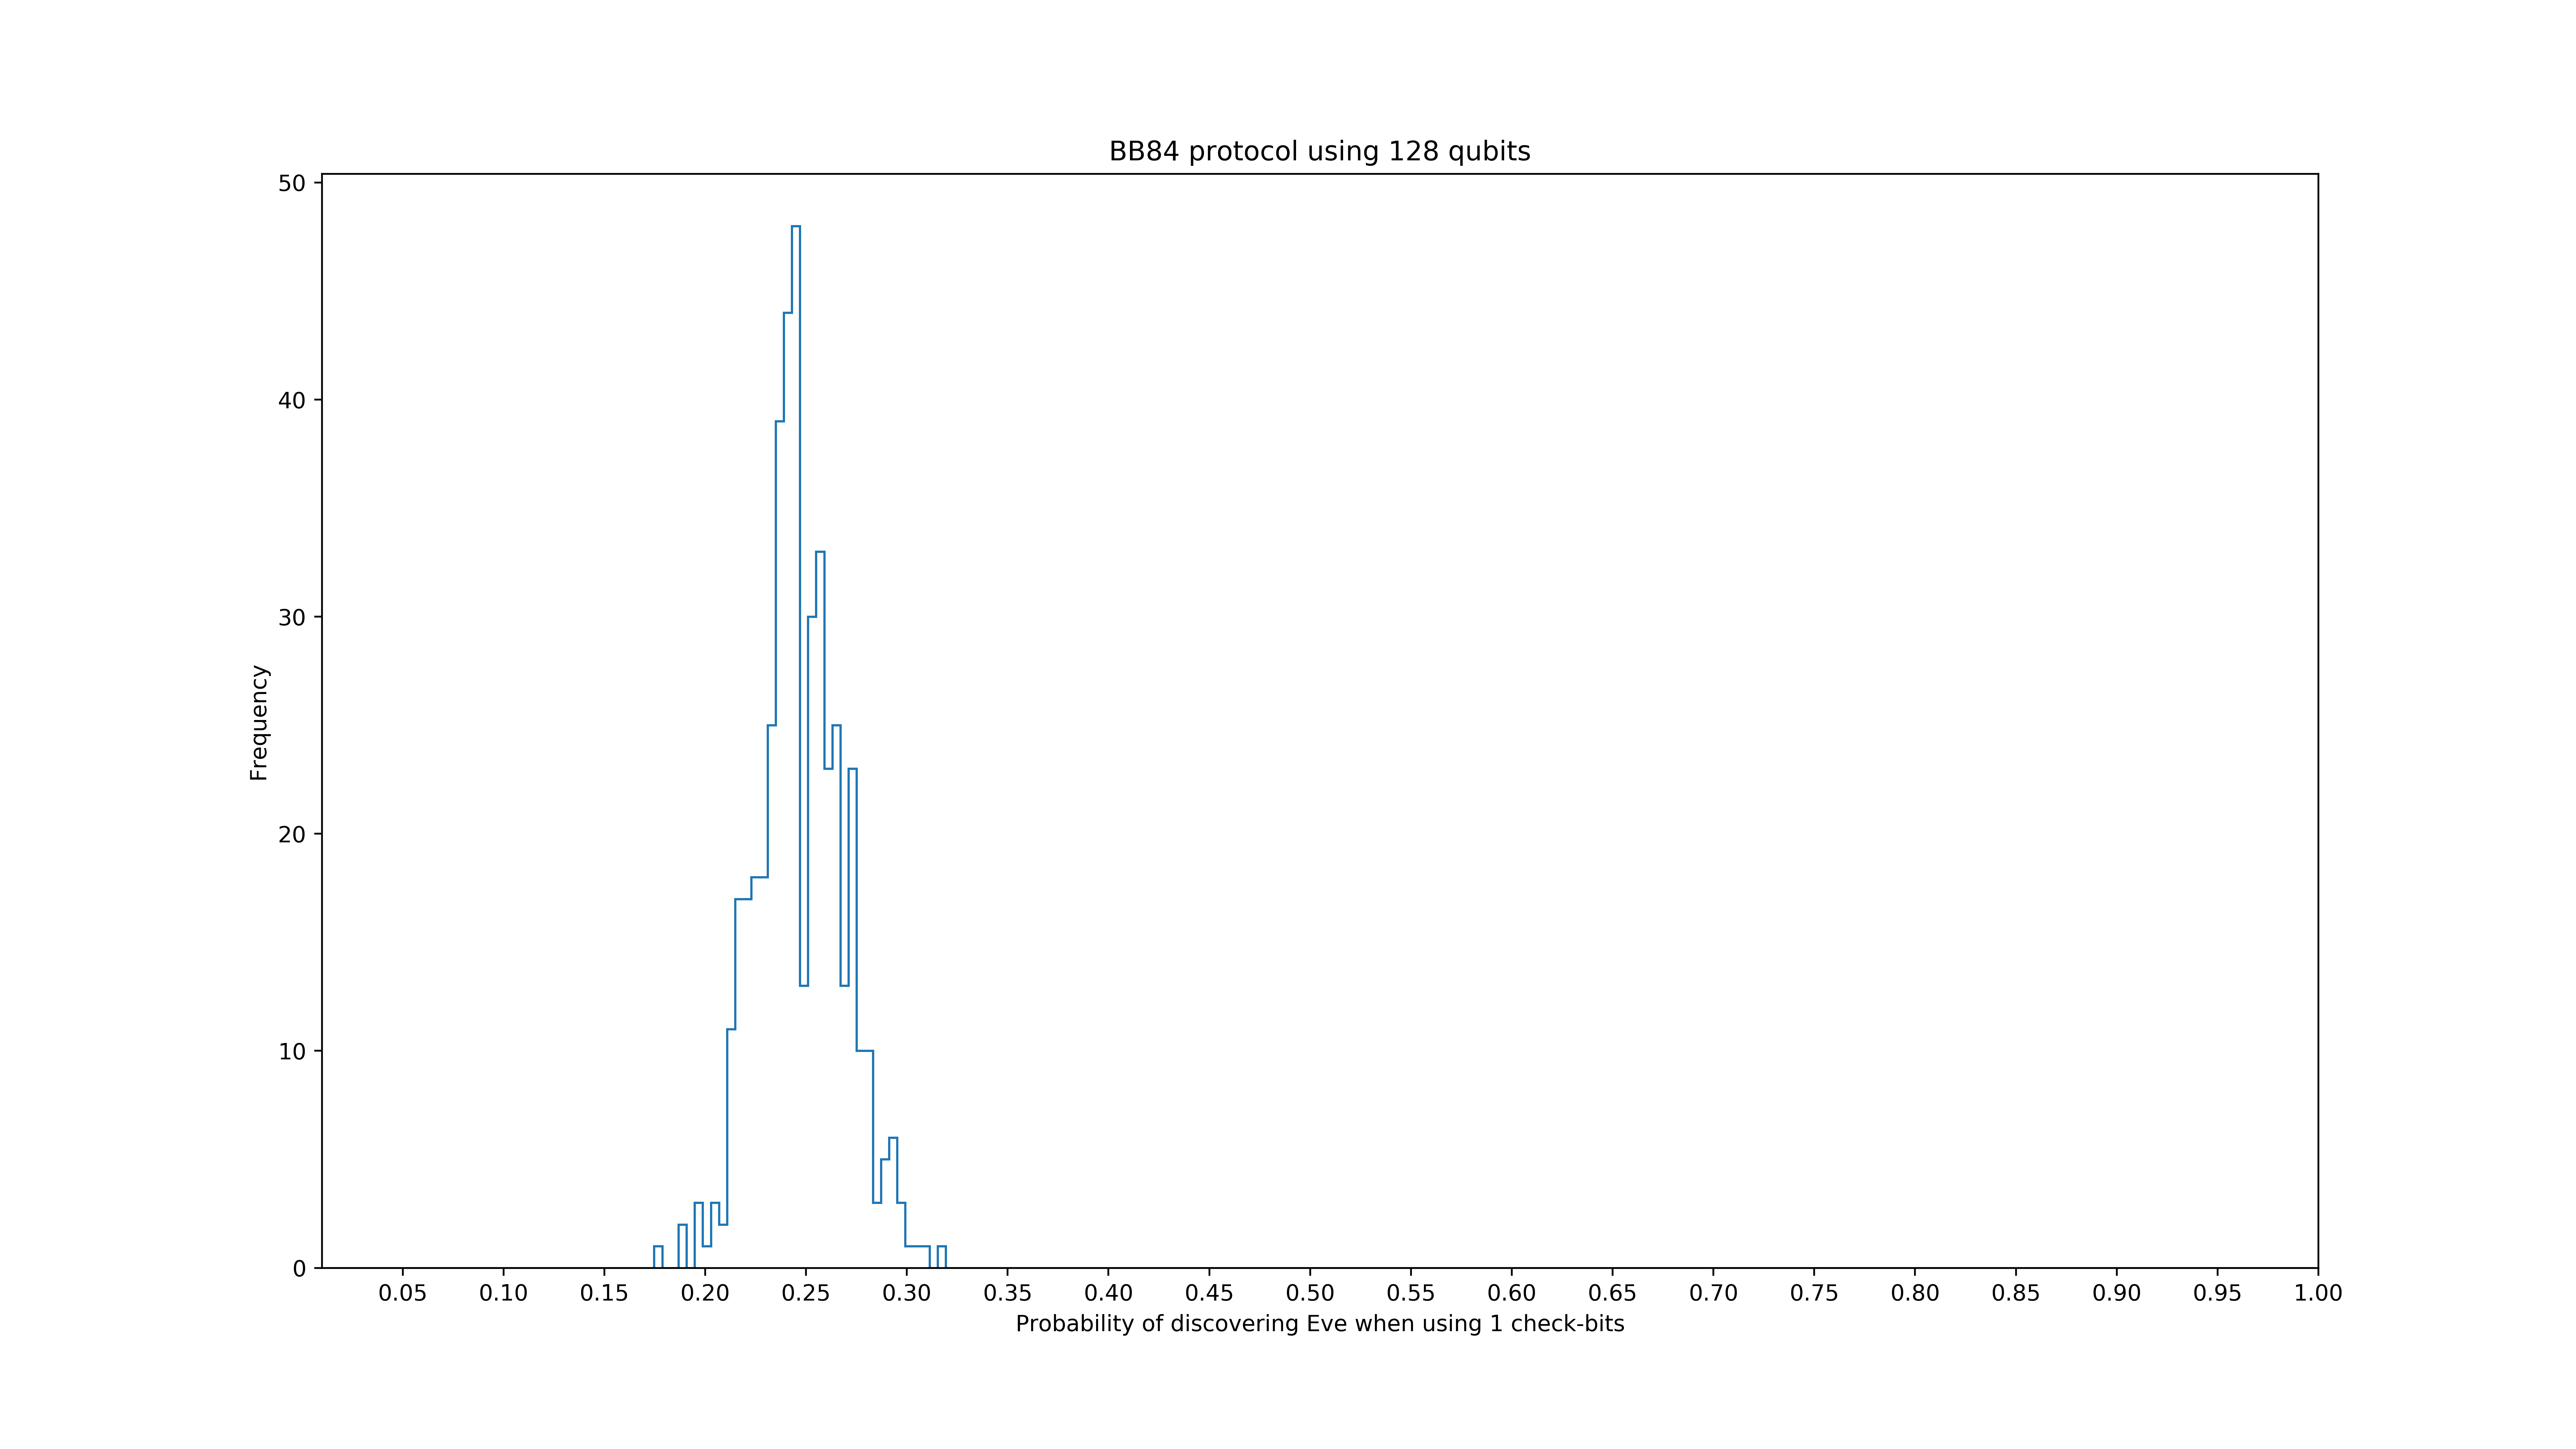 BB84 protocol using 128 qubits
50
40
30
20
10
0
Frequency
0.05 0.10 0.15 0.20 0.25 0.30 0.35 0.40 0.45 0.50 0.55 0.60 0.65 0.70 0.75 0.80 0.85 0.90 0.95 1.00
Probability of discovering Eve when using 1 check-bits